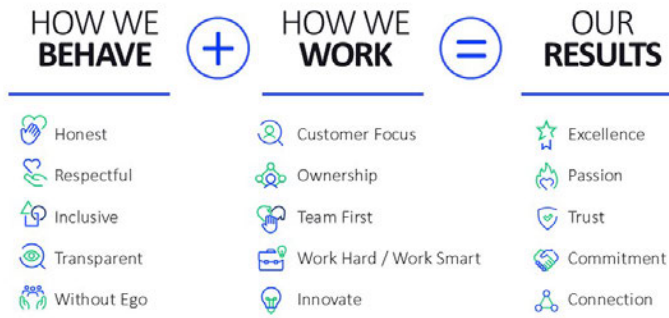 HOW WE
BEHAVE
+
HOW WE
WORK
=
OUR
RESULTS
Honest
Respectful
Inclusive
Transparent
Without Ego
Customer Focus
Ownership
Team First
Work Hard / Work Smart
Innovate
Excellence
Passion
Trust
Commitment
Connection